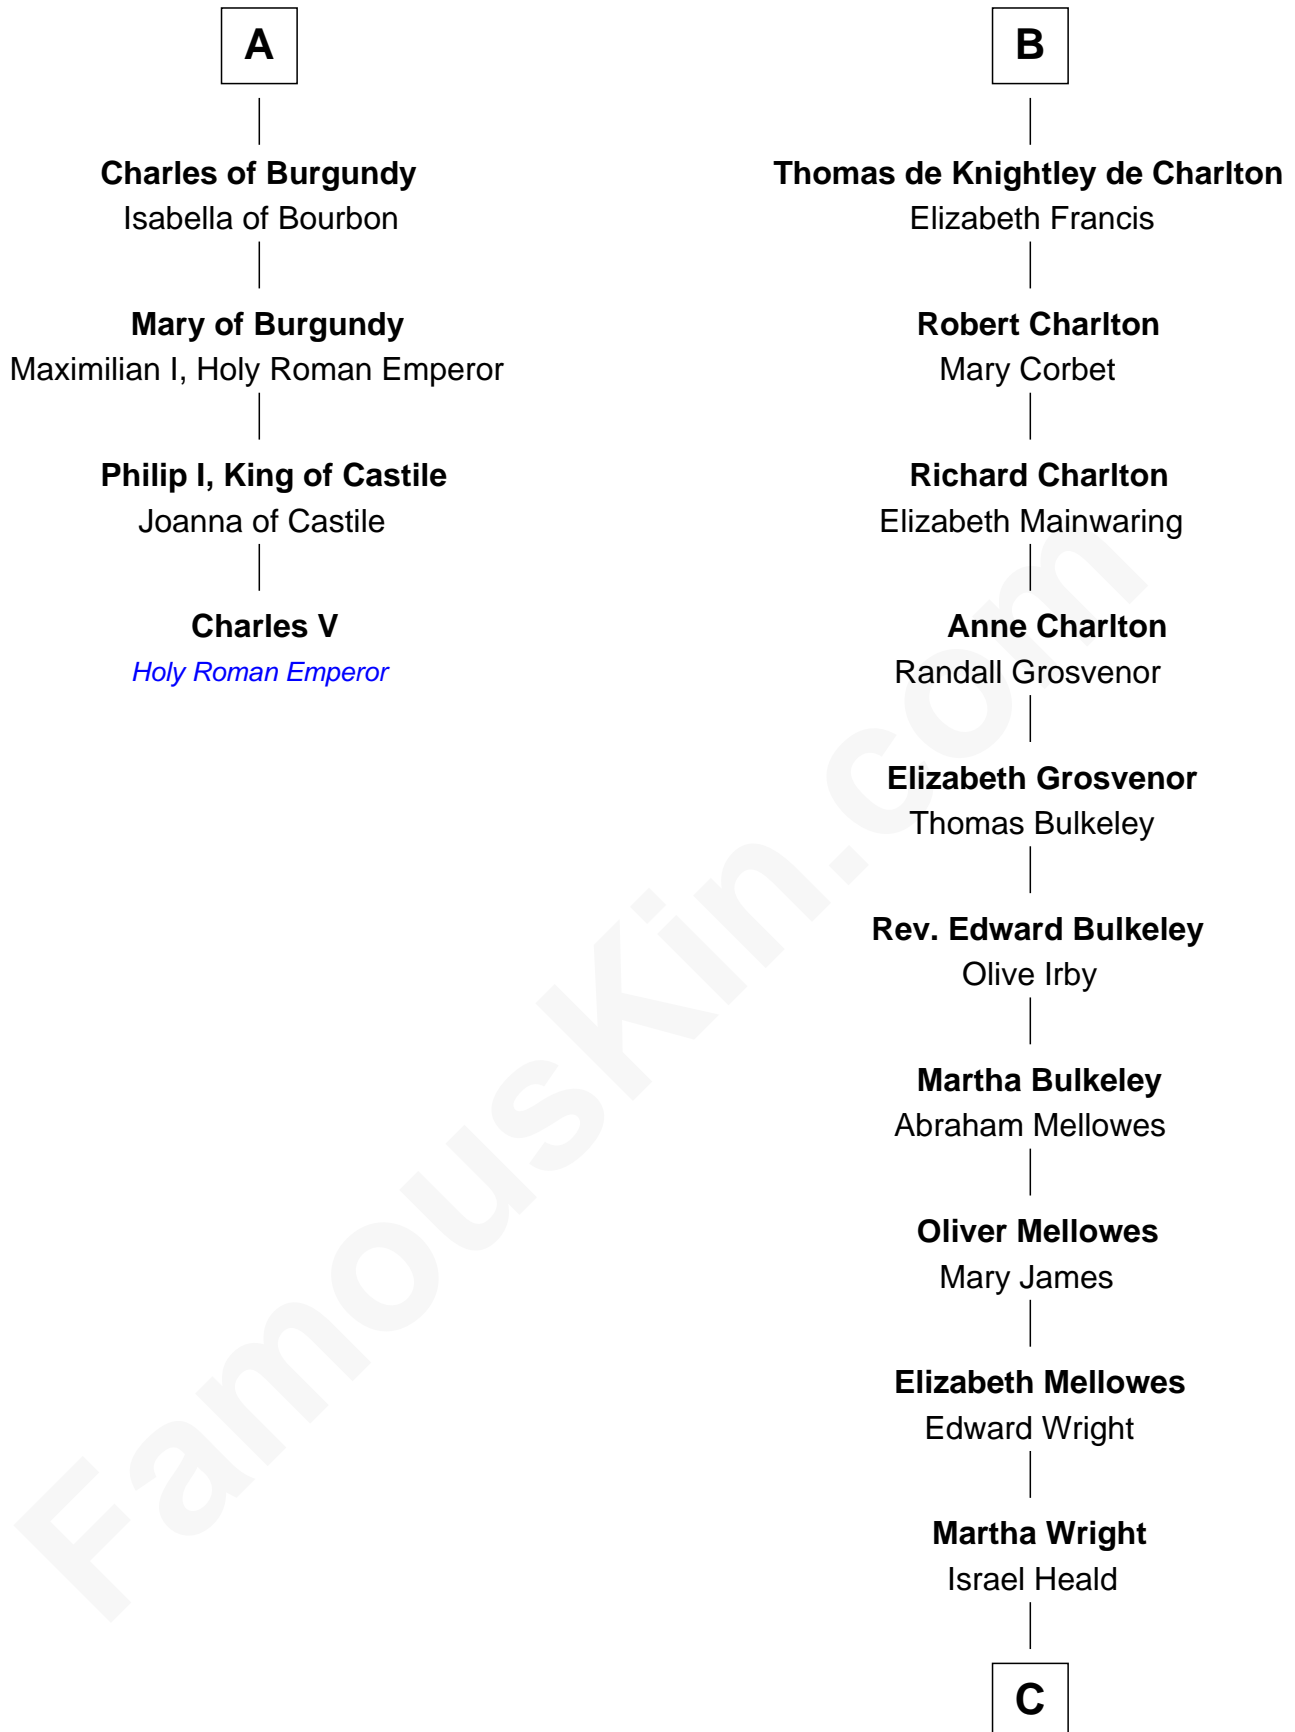 A
Charles of Burgundy
Isabella of Bourbon
Mary of Burgundy
Maximilian I, Holy Roman Emperor
Philip I, King of Castile
Joanna of Castile
Charles V
Holy Roman Emperor
B
Thomas de Knightley de Charlton
Elizabeth Francis
Robert Charlton
Mary Corbet
Richard Charlton
Elizabeth Mainwaring
Anne Charlton
Randall Grosvenor
Elizabeth Grosvenor
Thomas Bulkeley
Rev. Edward Bulkeley
Olive Irby
Martha Bulkeley
Abraham Mellowes
Oliver Mellowes
Mary James
Elizabeth Mellowes
Edward Wright
Martha Wright
Israel Heald
C
FamousKin.com